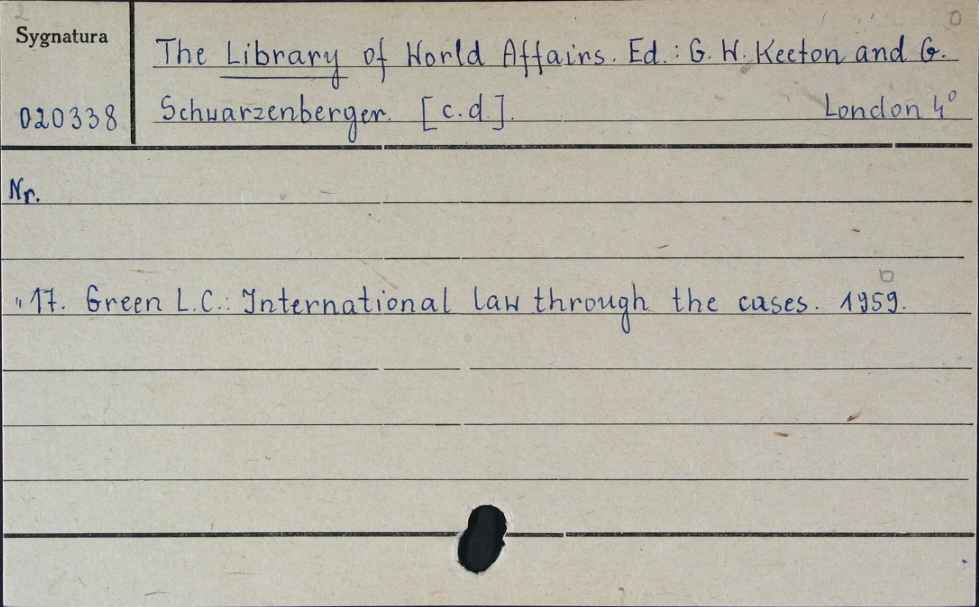 Sygnatura
The Library of World Affairs. Ed.: G. W. Keeton and G.
020338 Schwarzenberger. [c.d.]. London 4°
Nr.
" 17. Green L.C.: International law through the cases. 1959.